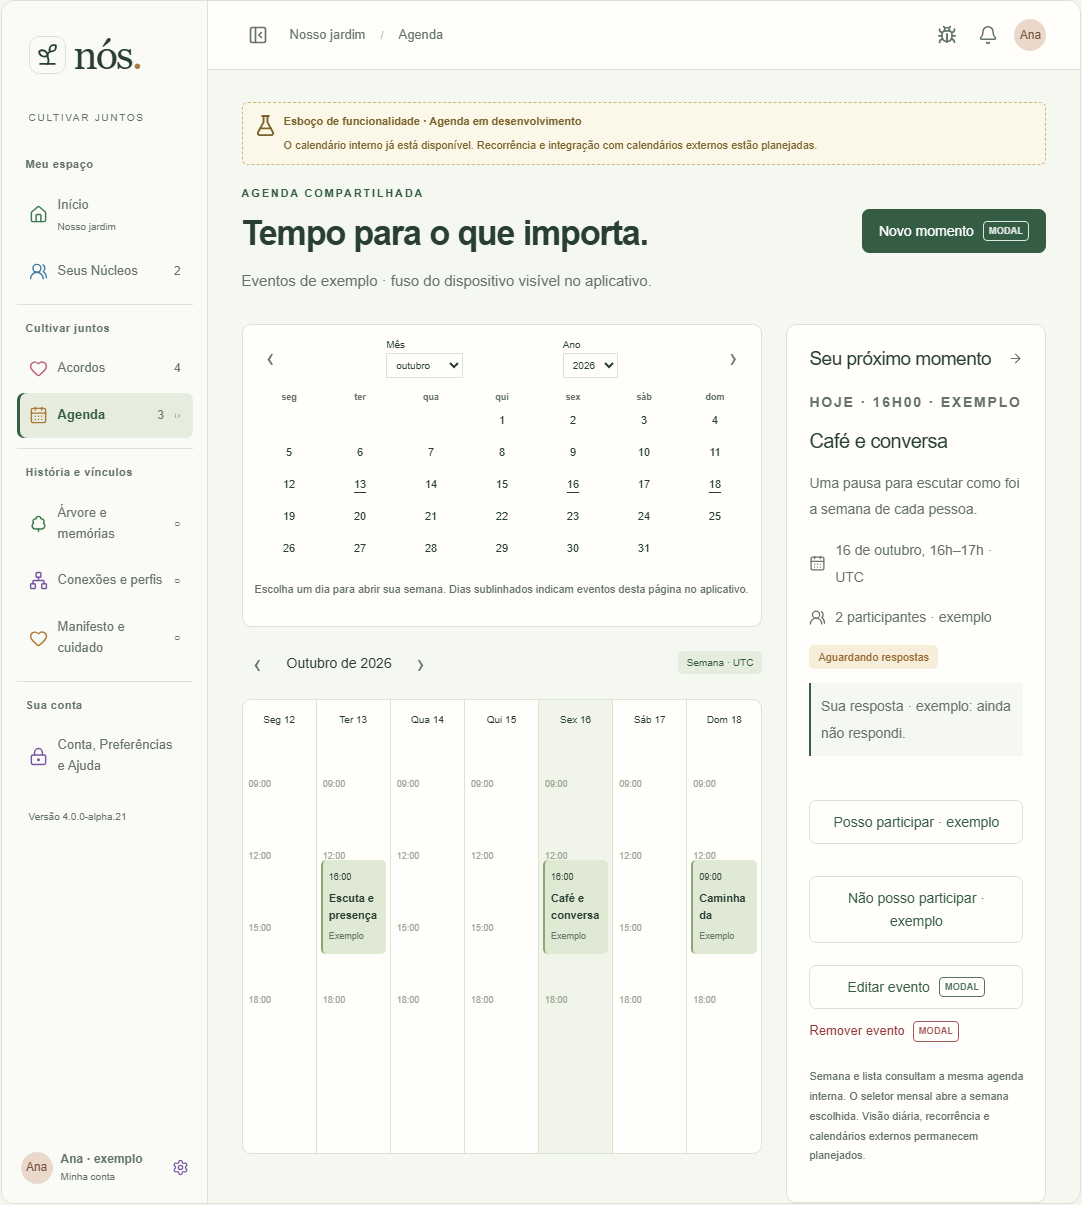 nós.
CULTIVAR JUNTOS
Meu espaço
Início
Nosso jardim
Seus Núcleos 2
Cultivar juntos
Acordos 4
Agenda 3
História e vínculos
Árvore e
memórias
Conexões e perfis
Manifesto e
cuidado
Sua conta
Conta, Preferências
e Ajuda
Versão 4.0.0-alpha.21
Ana
Ana · exemplo
Minha conta
Nosso jardim / Agenda
Ana
Esboço de funcionalidade · Agenda em desenvolvimento
O calendário interno já está disponível. Recorrência e integração com calendários externos estão planejadas.
AGENDA COMPARTILHADA
Tempo para o que importa.
Novo momento MODAL
Eventos de exemplo · fuso do dispositivo visível no aplicativo.
Mês Ano
‹ outubro 2026 ›
seg ter qua qui sex sáb dom
1 2 3 4
5 6 7 8 9 10 11
12 13 14 15 16 17 18
19 20 21 22 23 24 25
26 27 28 29 30 31
Escolha um dia para abrir sua semana. Dias sublinhados indicam eventos desta página no aplicativo.
‹ Outubro de 2026 › Semana · UTC
Seg 12 Ter 13 Qua 14 Qui 15 Sex 16 Sáb 17 Dom 18
09:00 09:00 09:00 09:00 09:00 09:00 09:00
12:00 12:00 12:00 12:00 12:00 12:00 12:00
16:00 16:00 09:00
Escuta e Café e Caminha
presença conversa da
15:00 15:00 15:00 15:00
Exemplo Exemplo Exemplo
18:00 18:00 18:00 18:00 18:00 18:00 18:00
Seu próximo momento →
HOJE · 16H00 · EXEMPLO
Café e conversa
Uma pausa para escutar como foi
a semana de cada pessoa.
16 de outubro, 16h–17h ·
UTC
2 participantes · exemplo
Aguardando respostas
Sua resposta · exemplo: ainda
não respondi.
Posso participar · exemplo
Não posso participar ·
exemplo
Editar evento MODAL
Remover evento MODAL
Semana e lista consultam a mesma agenda
interna. O seletor mensal abre a semana
escolhida. Visão diária, recorrência e
calendários externos permanecem
planejados.